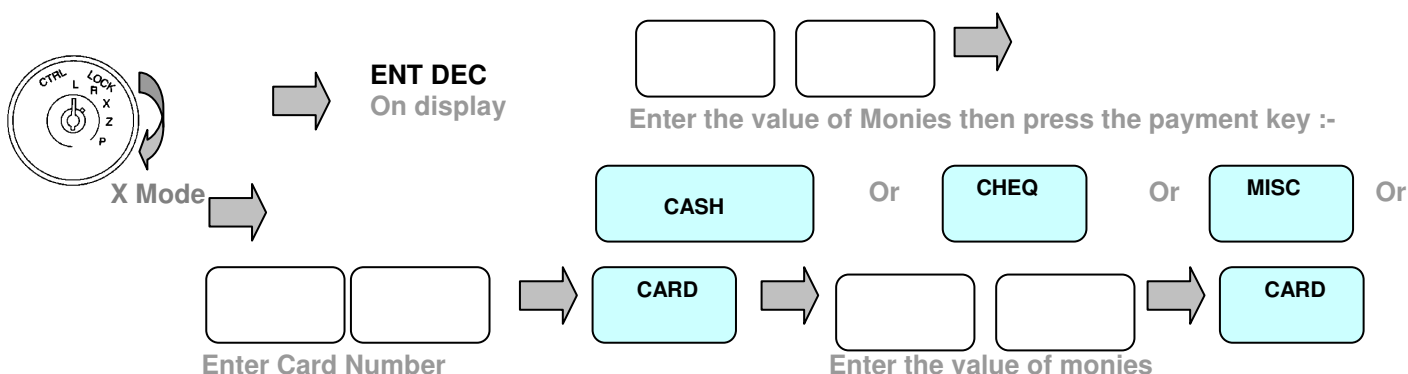 CTRL L LOCK R X Z P
ENT DEC
On display
Enter the value of Monies then press the payment key :-
X Mode
CASH Or CHEQ Or MISC Or
CARD CARD
Enter Card Number Enter the value of monies